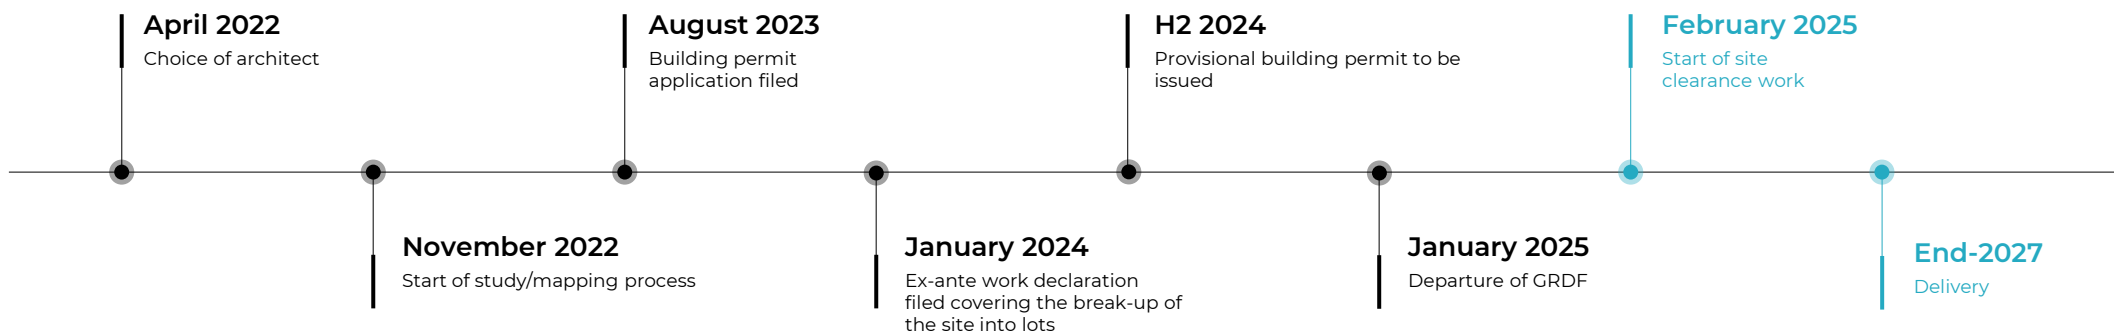 April 2022
Choice of architect
November 2022
Start of study/mapping process
August 2023
Building permit
application filed
January 2024
Ex-ante work declaration
filed covering the break-up of
the site into lots
H2 2024
Provisional building permit to be
issued
January 2025
Departure of GRDF
February 2025
Start of site
clearance work
End-2027
Delivery